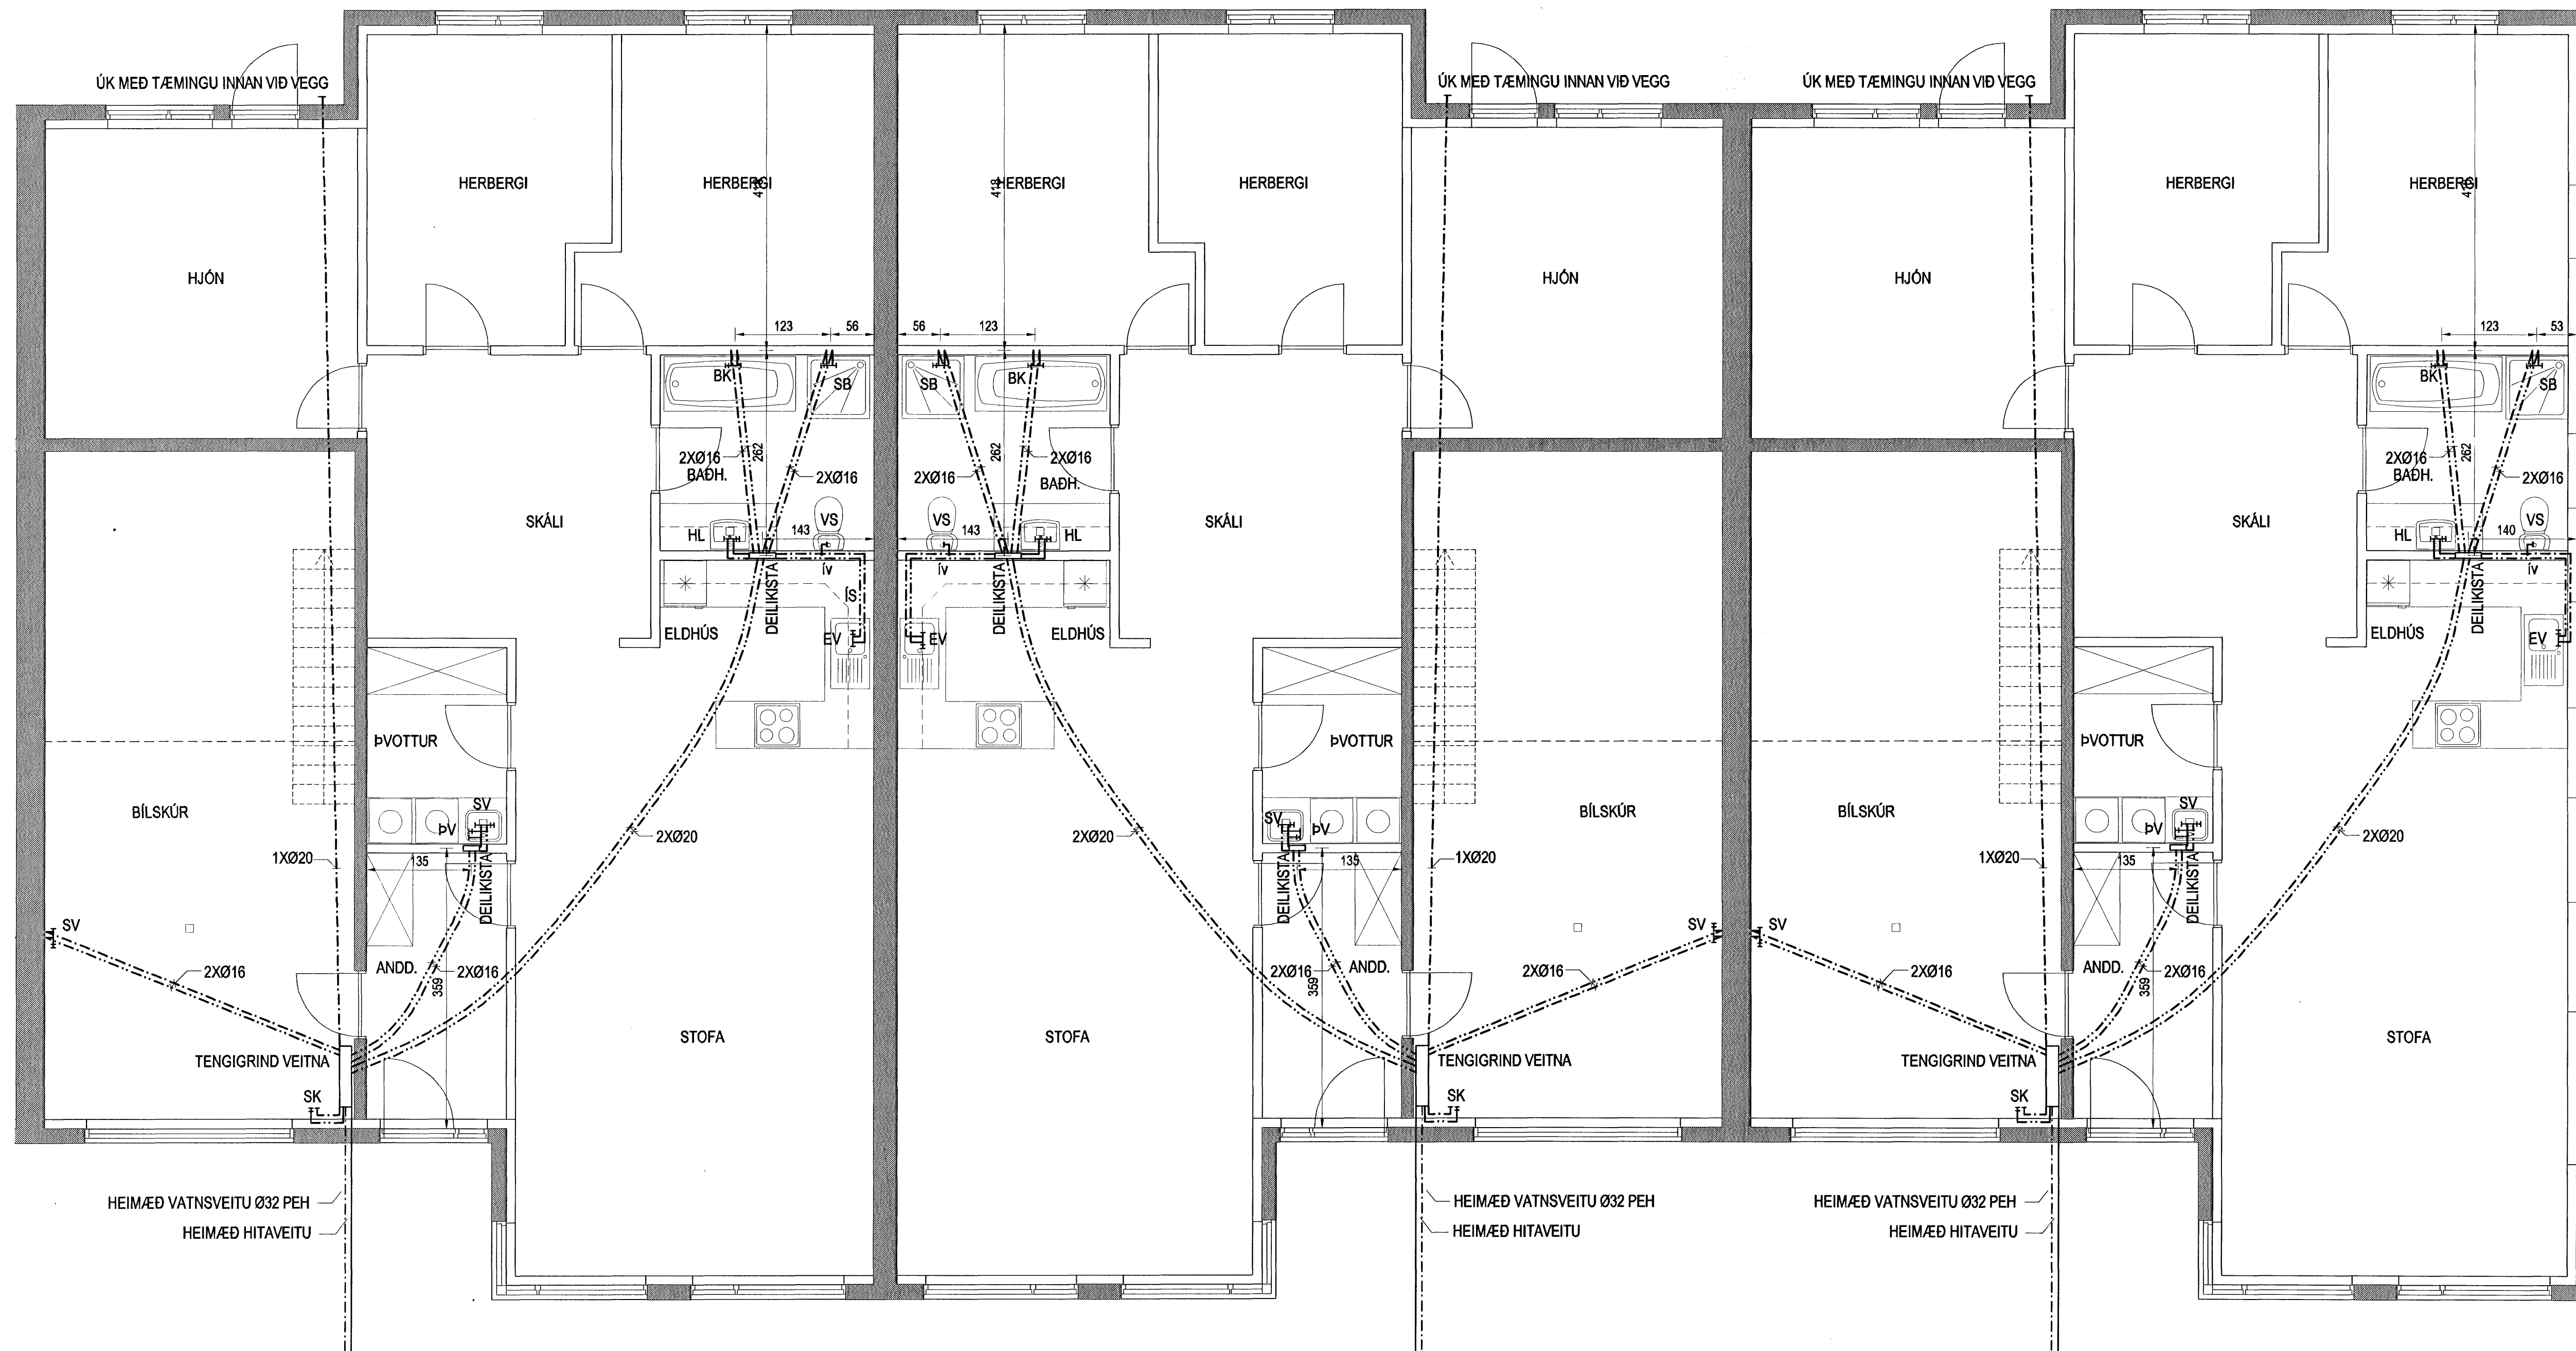 ÚK MEÐ TÆMINGU INNAN VIÐ VEGG
HERBERGI
HERBERGI
418
HJÓN
123
56
BK
SB
2XØ16
BAÐH.
262
2XØ16
SKÁLI
VS
HL
143
ÍV
ÍS
DEILIKISTA
ELDHÚS
EV
ÞVOTTUR
BÍLSKÚR
SV
ÞV
2XØ20
1XØ20
135
DEILIKISTA
SV
2XØ16
ANDD.
2XØ16
359
STOFA
TENGIGRIND VEITNA
SK
HEIMÆÐ VATNSVEITU Ø32 PEH
HEIMÆÐ HITAVEITU
ÚK MEÐ TÆMINGU INNAN VIÐ VEGG
418
HERBERGI
HERBERGI
HJÓN
56
123
SB
BK
2XØ16
262
2XØ16
BAÐH.
SKÁLI
VS
143
HL
ÍV
DEILIKISTA
EV
ELDHÚS
ÞVOTTUR
BÍLSKÚR
SV
ÞV
2XØ20
1XØ20
135
DEILIKISTA
SV
2XØ16
ANDD.
2XØ16
359
STOFA
TENGIGRIND VEITNA
SK
HEIMÆÐ VATNSVEITU Ø32 PEH
HEIMÆÐ HITAVEITU
ÚK MEÐ TÆMINGU INNAN VIÐ VEGG
HERBERGI
HERBERGI
HJÓN
123
53
BK
SB
2XØ16
BAÐH.
262
2XØ16
SKÁLI
VS
HL
140
ÍV
DEILIKISTA
ELDHÚS
EV
ÞVOTTUR
BÍLSKÚR
SV
ÞV
2XØ20
1XØ20
135
DEILIKISTA
SV
2XØ16
ANDD.
2XØ16
359
STOFA
TENGIGRIND VEITNA
SK
HEIMÆÐ VATNSVEITU Ø32 PEH
HEIMÆÐ HITAVEITU